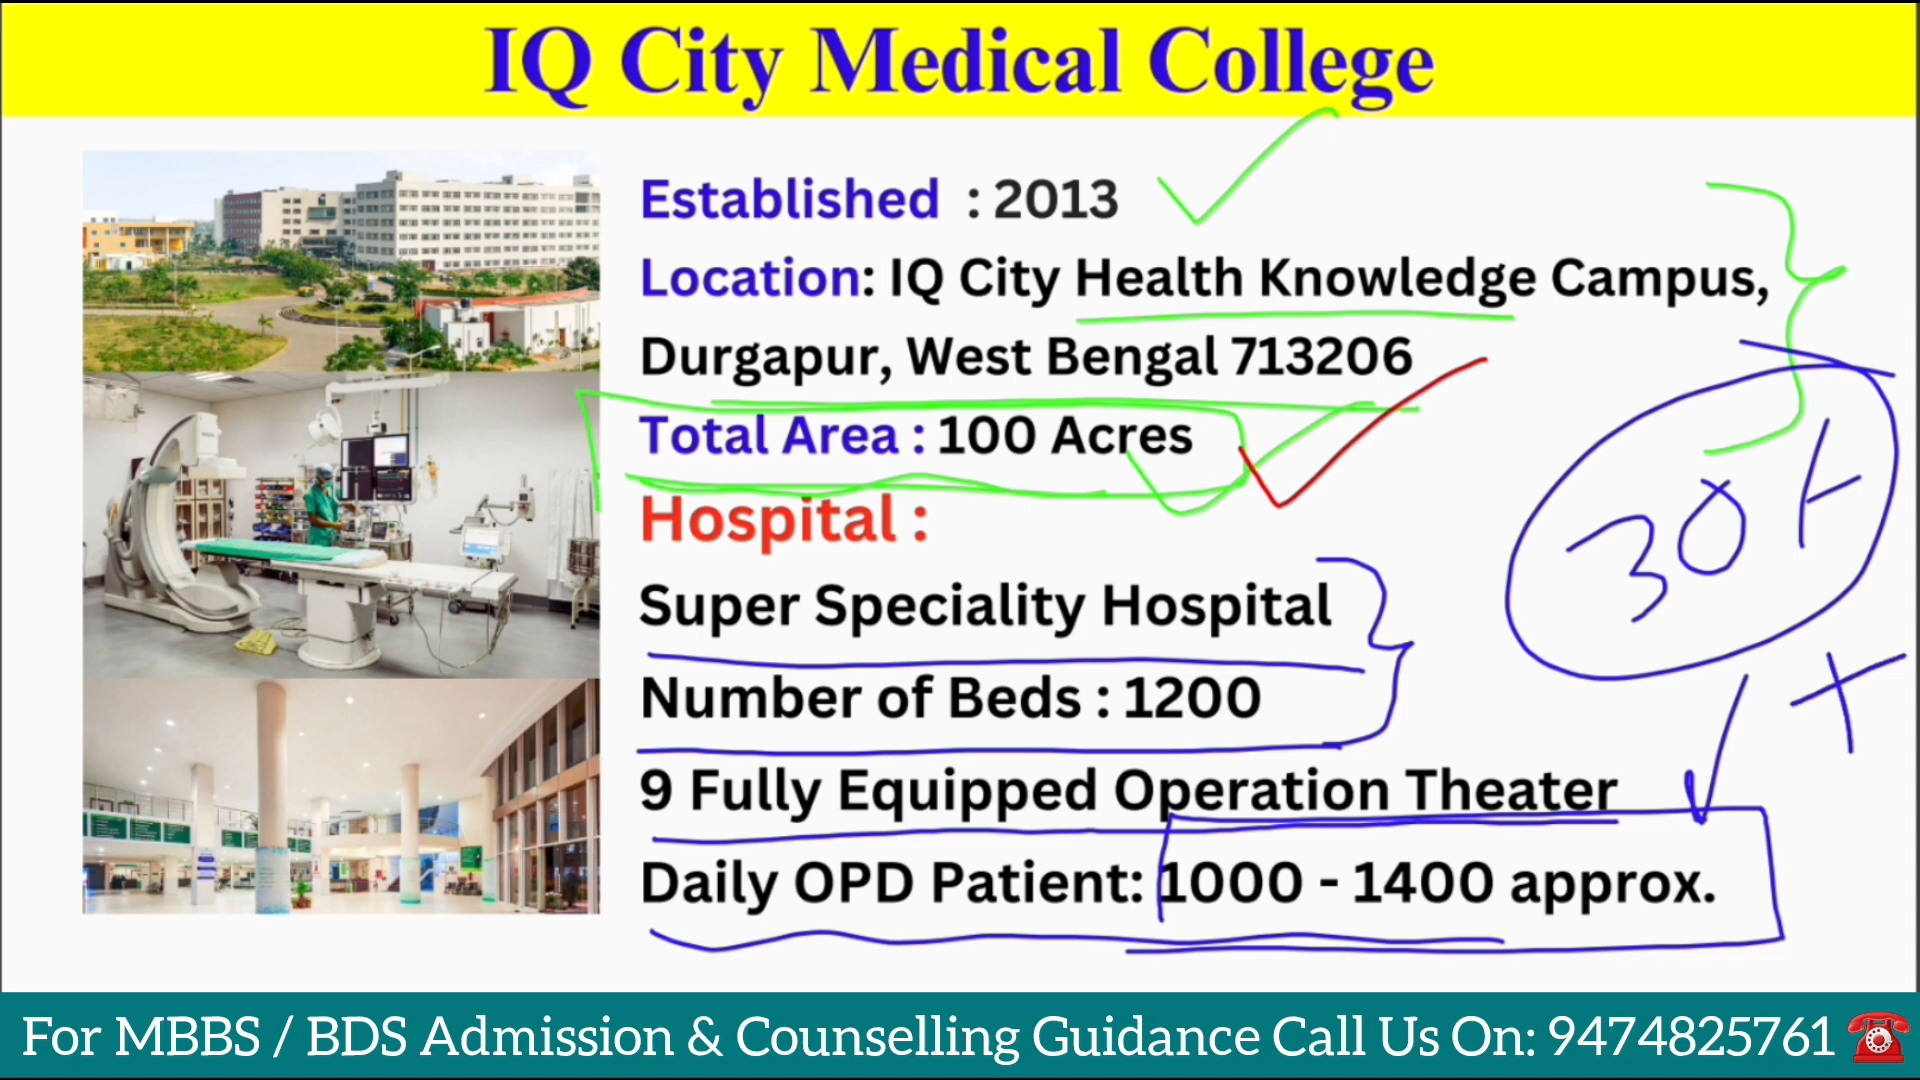 IQ City Medical College
Established : 2013
Location: IQ City Health Knowledge Campus,
Durgapur, West Bengal 713206
Total Area : 100 Acres
Hospital :
Super Speciality Hospital
Number of Beds : 1200
9 Fully Equipped Operation Theater
Daily OPD Patient: 1000 - 1400 approx.
30+
+
For MBBS / BDS Admission & Counselling Guidance Call Us On: 9474825761